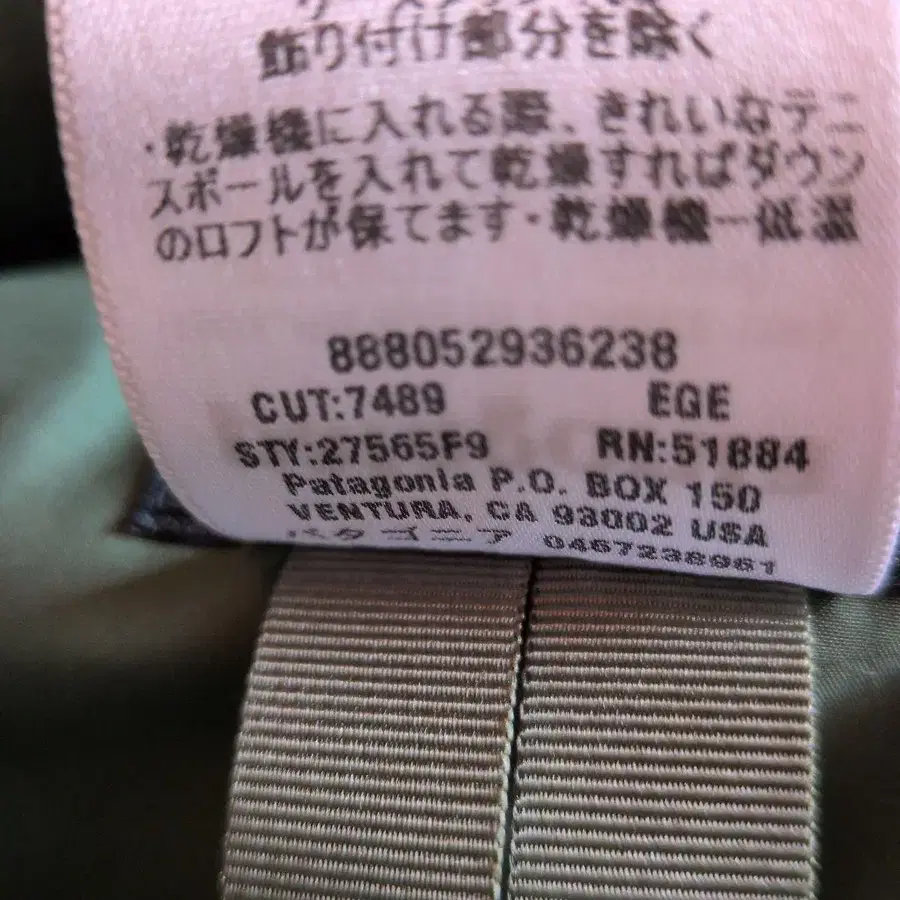 飾り付け部分を除く
・乾燥機に入れる際、きれいなテニ
スボールを入れて乾燥すればダウン
のロフトが保てます・乾燥機ー低温
888052936238
CUT:7489 EGE
STY:27565F9 RN:51884
Patagonia P.O. BOX 150
VENTURA, CA 93002 USA
パタゴニア 0467238961